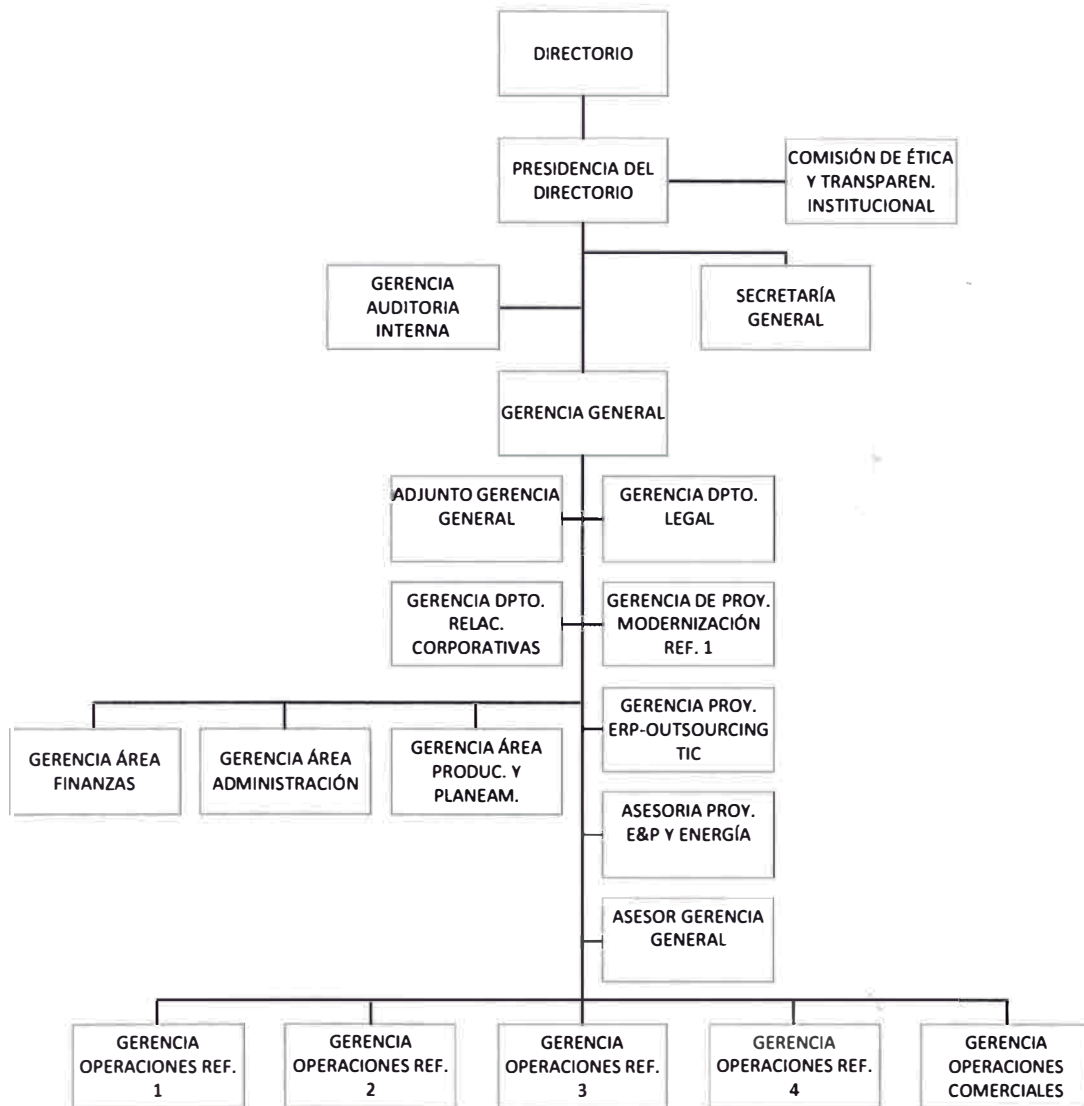 DIRECTORIO
PRESIDENCIA DEL
DIRECTORIO
COMISIÓN DE ÉTICA
Y TRANSPAREN.
INSTITUCIONAL
GERENCIA
AUDITORIA
INTERNA
SECRETARÍA
GENERAL
GERENCIA GENERAL
ADJUNTO GERENCIA
GENERAL
GERENCIA DPTO.
LEGAL
GERENCIA DPTO.
RELAC.
CORPORATIVAS
GERENCIA DE PROY.
MODERNIZACIÓN
REF. 1
GERENCIA PROY.
ERP-OUTSOURCING
TIC
GERENCIA ÁREA
FINANZAS
GERENCIA ÁREA
ADMINISTRACIÓN
GERENCIA ÁREA
PRODUC. Y
PLANEAM.
ASESORIA PROY.
E&P Y ENERGÍA
ASESOR GERENCIA
GENERAL
GERENCIA
OPERACIONES REF.
1
GERENCIA
OPERACIONES REF.
2
GERENCIA
OPERACIONES REF.
3
GERENCIA
OPERACIONES REF.
4
GERENCIA
OPERACIONES
COMERCIALES